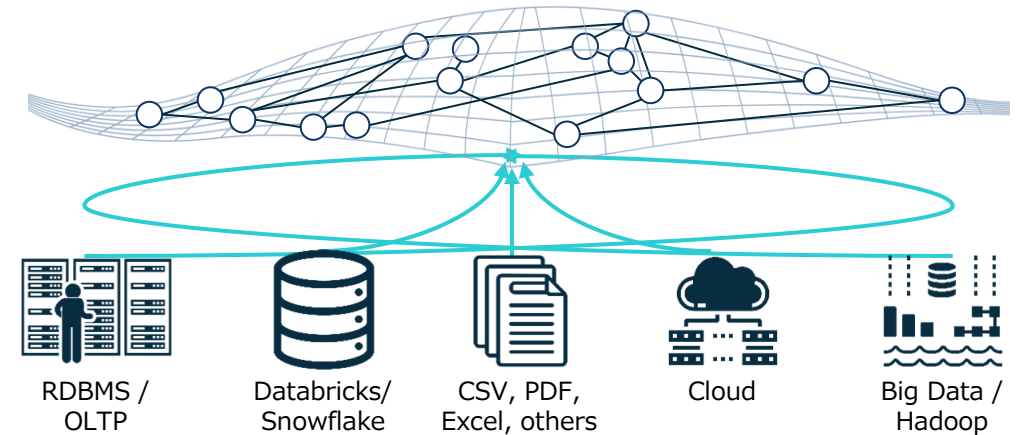 RDBMS /
OLTP
Databricks/
Snowflake
CSV, PDF,
Excel, others
Cloud
Big Data /
Hadoop